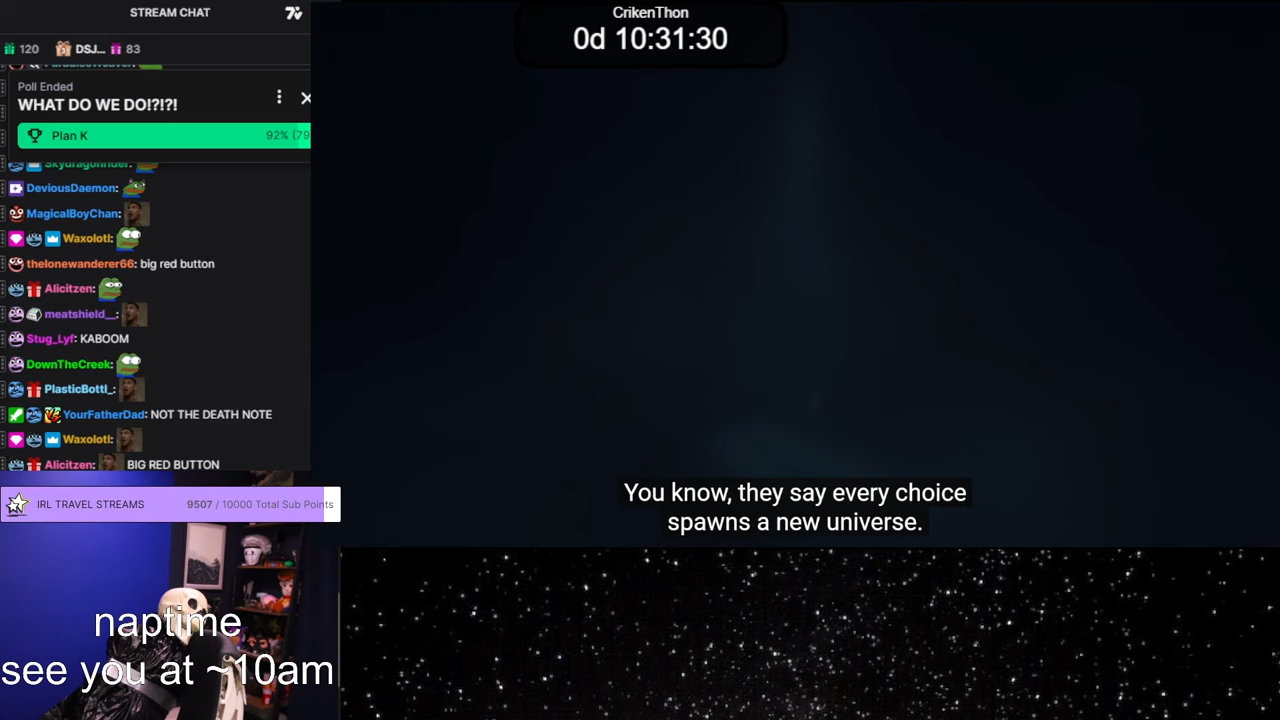 STREAM CHAT
120 DSJ... 83
Poll Ended
WHAT DO WE DO!?!?!
Plan K 92% (79
Skydragonrider:
DeviousDaemon:
MagicalBoyChan:
Waxolotl:
thelonewanderer66: big red button
Alicitzen:
meatshield__:
Stug_Lyf: KABOOM
DownTheCreek:
PlasticBottl_:
YourFatherDad: NOT THE DEATH NOTE
Waxolotl:
Alicitzen: BIG RED BUTTON
IRL TRAVEL STREAMS 9507 / 10000 Total Sub Points
naptime
see you at ~10am
CrikenThon
0d 10:31:30
You know, they say every choice
spawns a new universe.